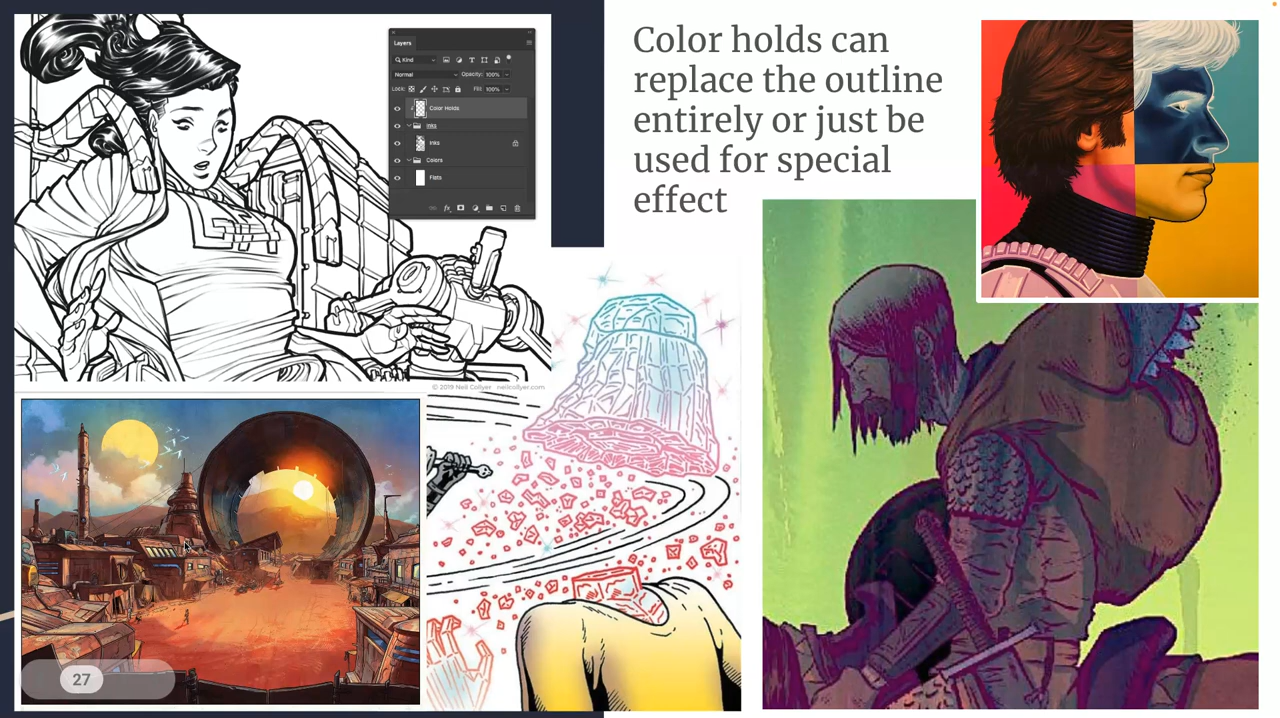 Color holds can
replace the outline
entirely or just be
used for special
effect
Layers
Kind
Normal Opacity: 100%
Lock: Fill: 100%
Color Holds
Inks
Inks
Colors
Flats
fx
© 2019 Neil Collyer neilcollyer.com
27